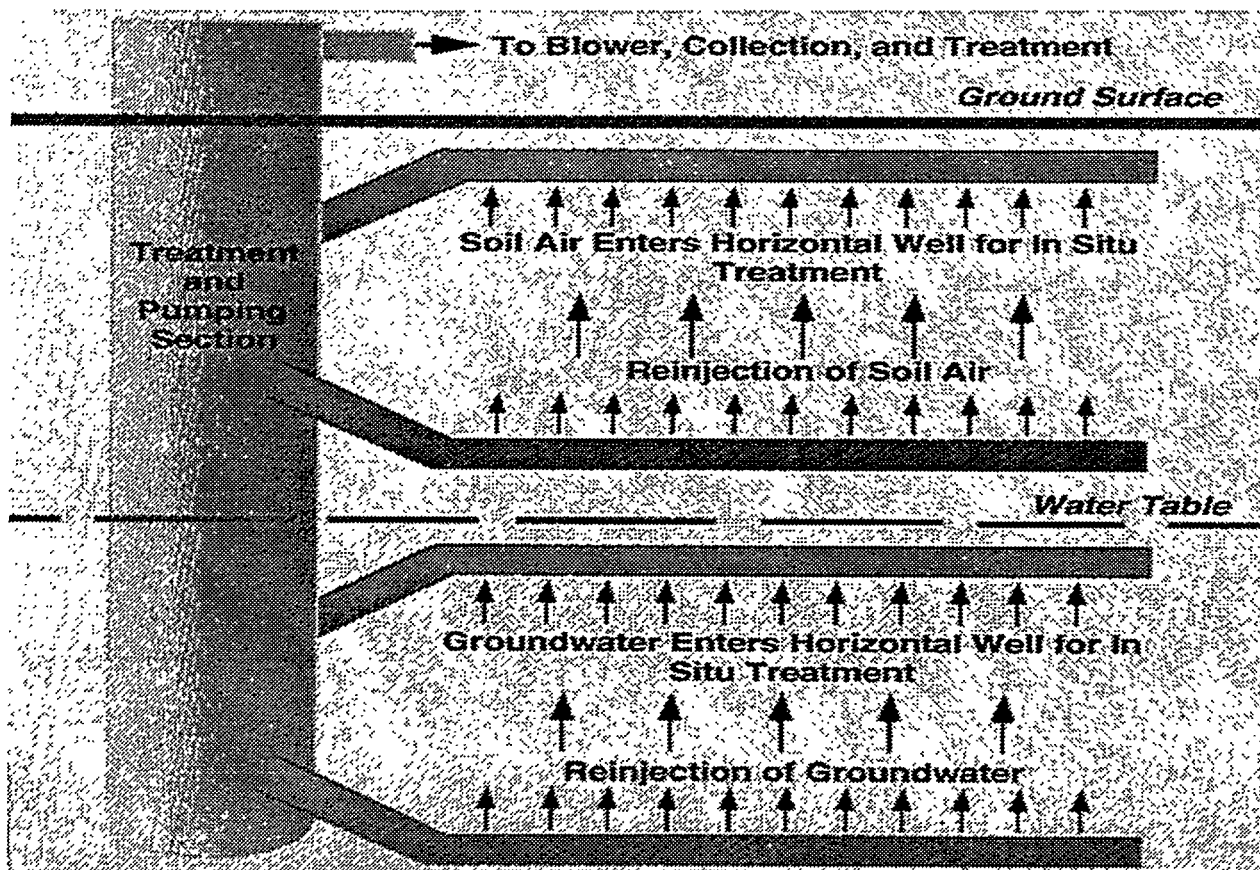 To Blower, Collection, and Treatment
Ground Surface
Treatment
and
Pumping
Section
Soil Air Enters Horizontal Well for In Situ
Treatment
Reinjection of Soil Air
Water Table
Groundwater Enters Horizontal Well for In
Situ Treatment
Reinjection of Groundwater